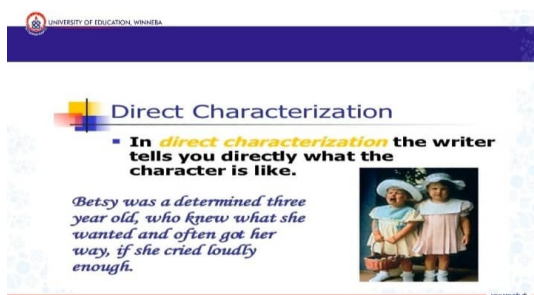 UNIVERSITY OF EDUCATION, WINNEBA
Direct Characterization
In direct characterization the writer
tells you directly what the
character is like.
Betsy was a determined three
year old, who knew what she
wanted and often got her
way, if she cried loudly
enough.